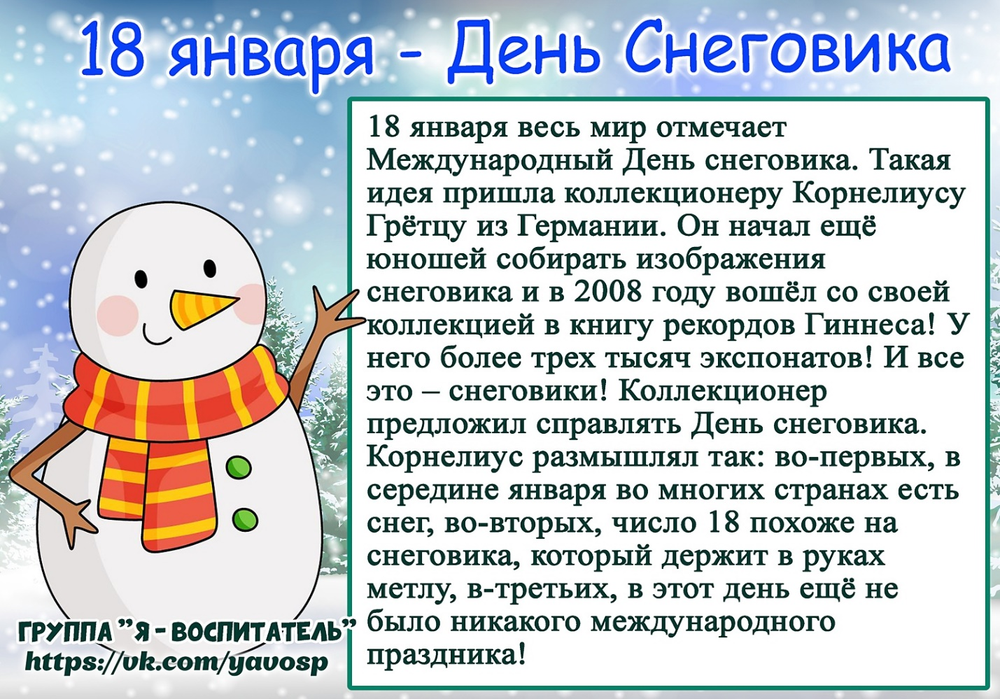 18 января - День Снеговика
18 января весь мир отмечает
Международный День снеговика. Такая
идея пришла коллекционеру Корнелиусу
Грётцу из Германии. Он начал ещё
юношей собирать изображения
снеговика и в 2008 году вошёл со своей
коллекцией в книгу рекордов Гиннеса! У
него более трех тысяч экспонатов! И все
это – снеговики! Коллекционер
предложил справлять День снеговика.
Корнелиус размышлял так: во-первых, в
середине января во многих странах есть
снег, во-вторых, число 18 похоже на
снеговика, который держит в руках
метлу, в-третьих, в этот день ещё не
было никакого международного
праздника!
ГРУППА "Я - ВОСПИТАТЕЛЬ"
https://vk.com/yavosp